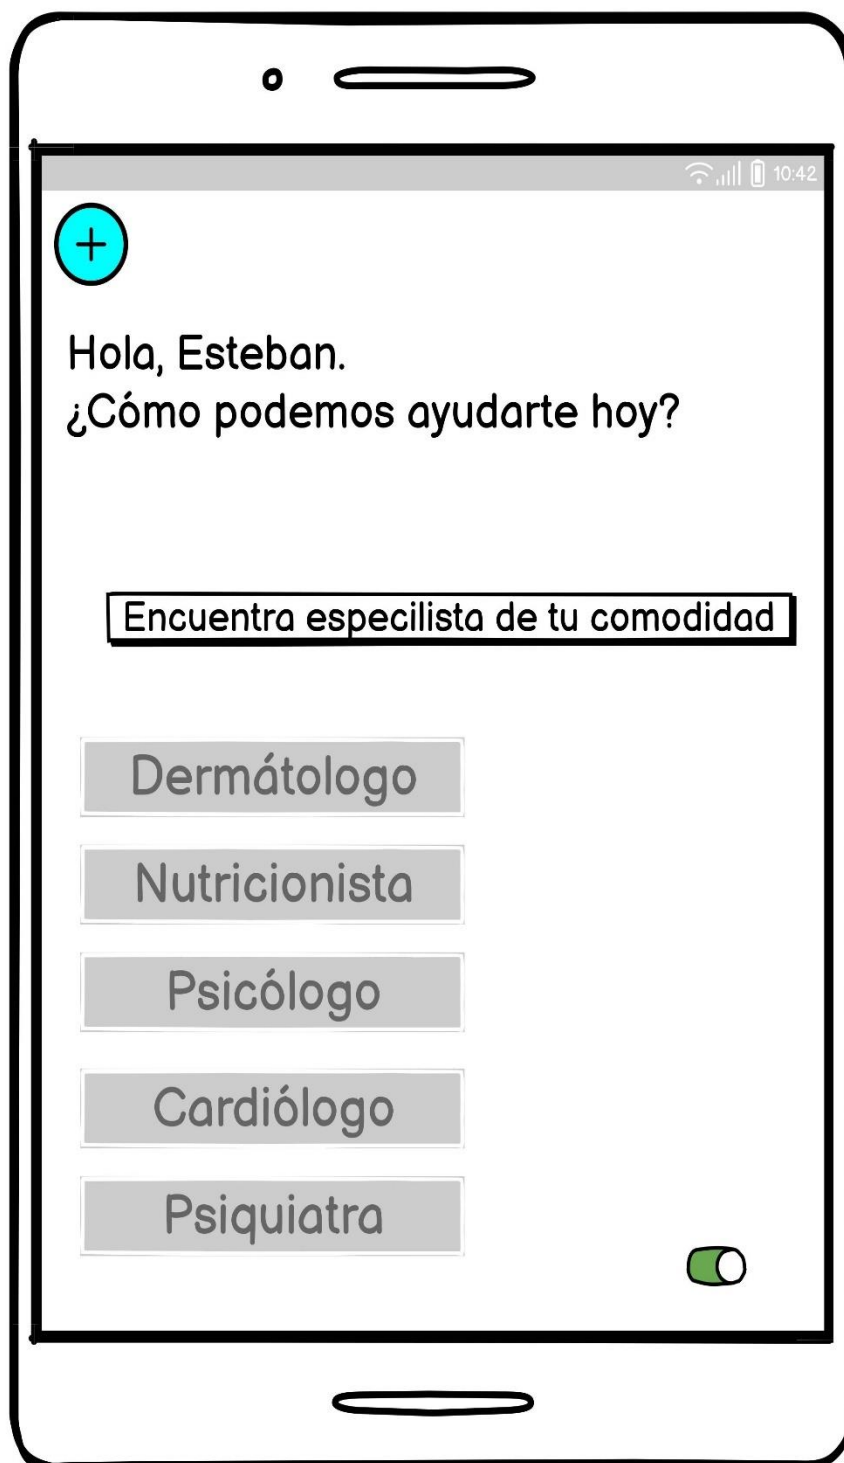 10:42
+
Hola, Esteban.
¿Cómo podemos ayudarte hoy?
Encuentra especilista de tu comodidad
Dermátologo
Nutricionista
Psicólogo
Cardiólogo
Psiquiatra